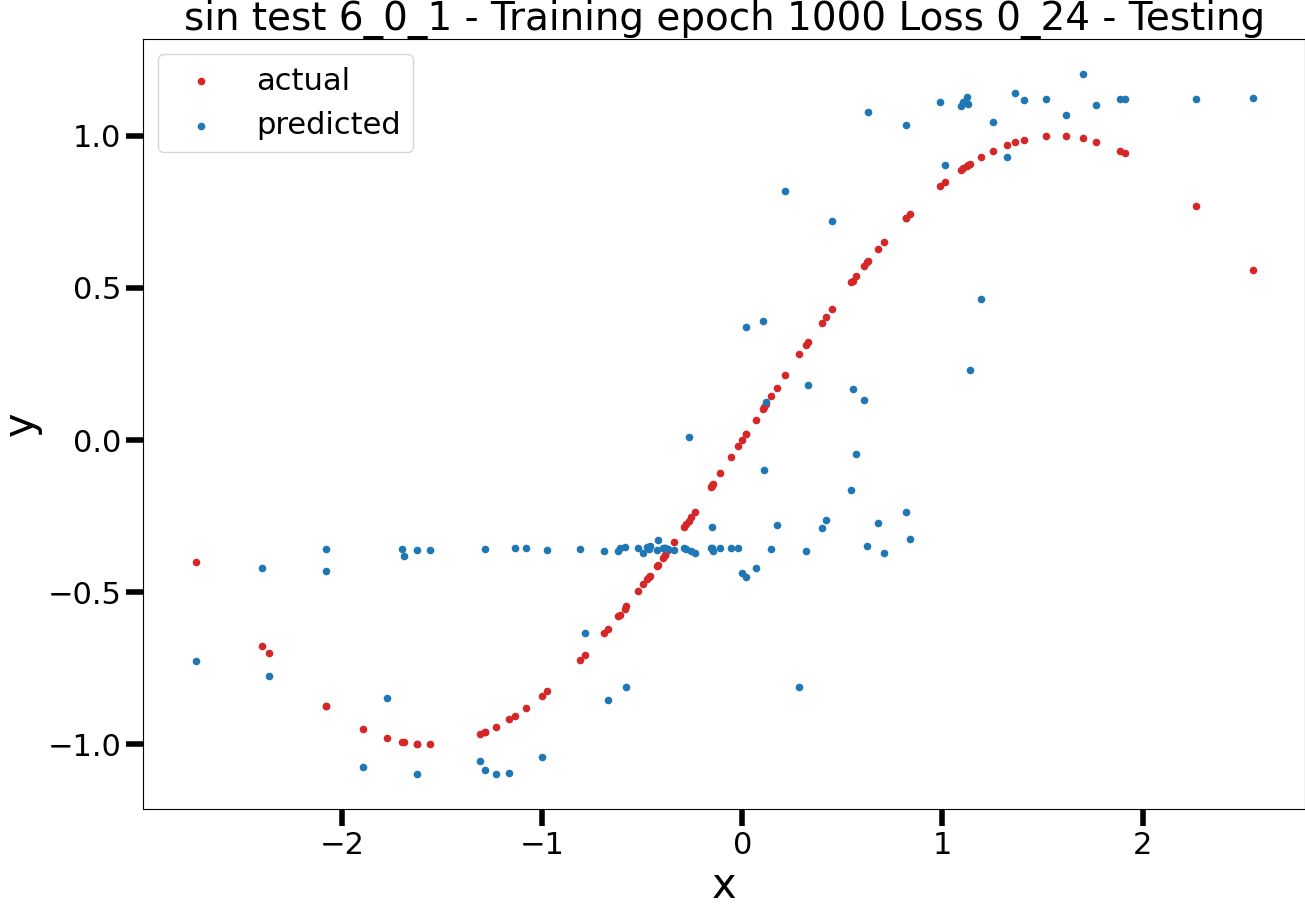 sin test 6_0_1 - Training epoch 1000 Loss 0_24 - Testing
actual
predicted
1.0
0.5
0.0
−0.5
−1.0
y
−2
−1
0
1
2
x